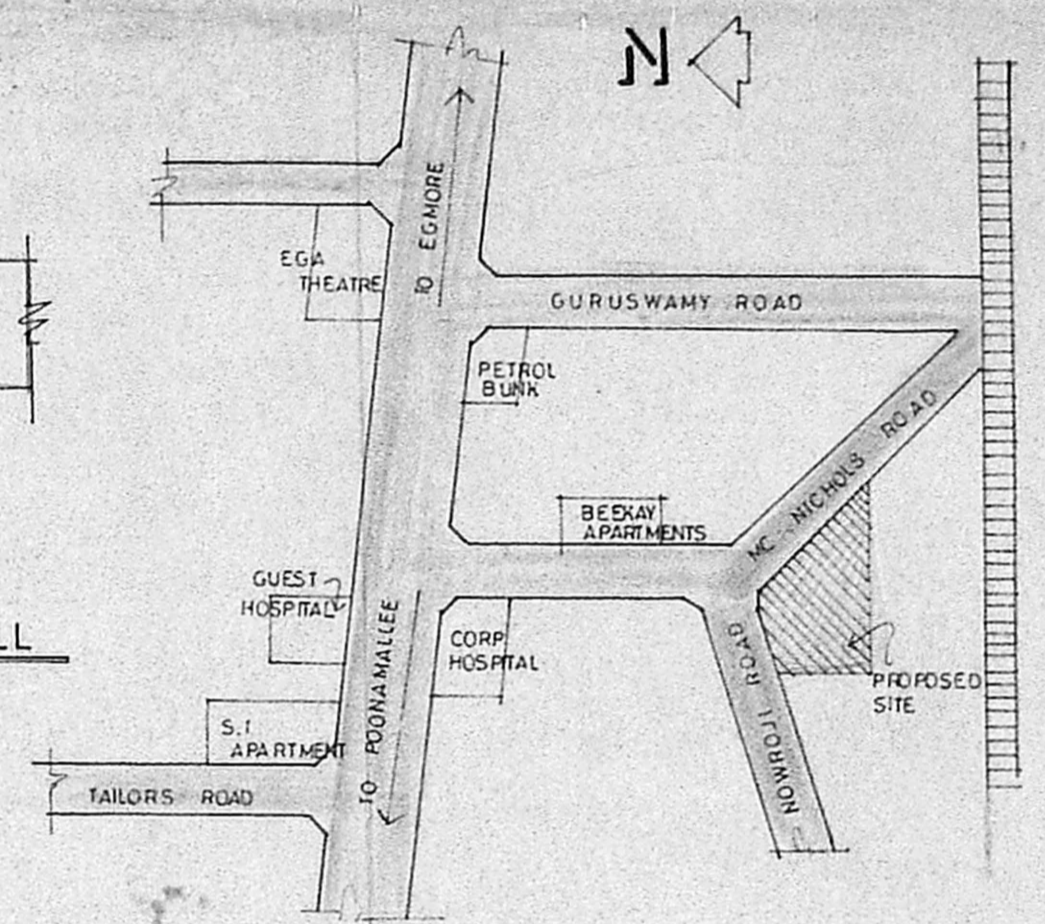 N
TO EGMORE
EGA
THEATRE
GURUSWAMY ROAD
PETROL
BUNK
MC NICHOLS ROAD
BEEKAY
APARTMENTS
GUEST
HOSPITAL
CORP
HOSPITAL
TO POONAMALLEE
NOWROJI ROAD
PROPOSED
SITE
S.I
APARTMENT
TAILORS ROAD